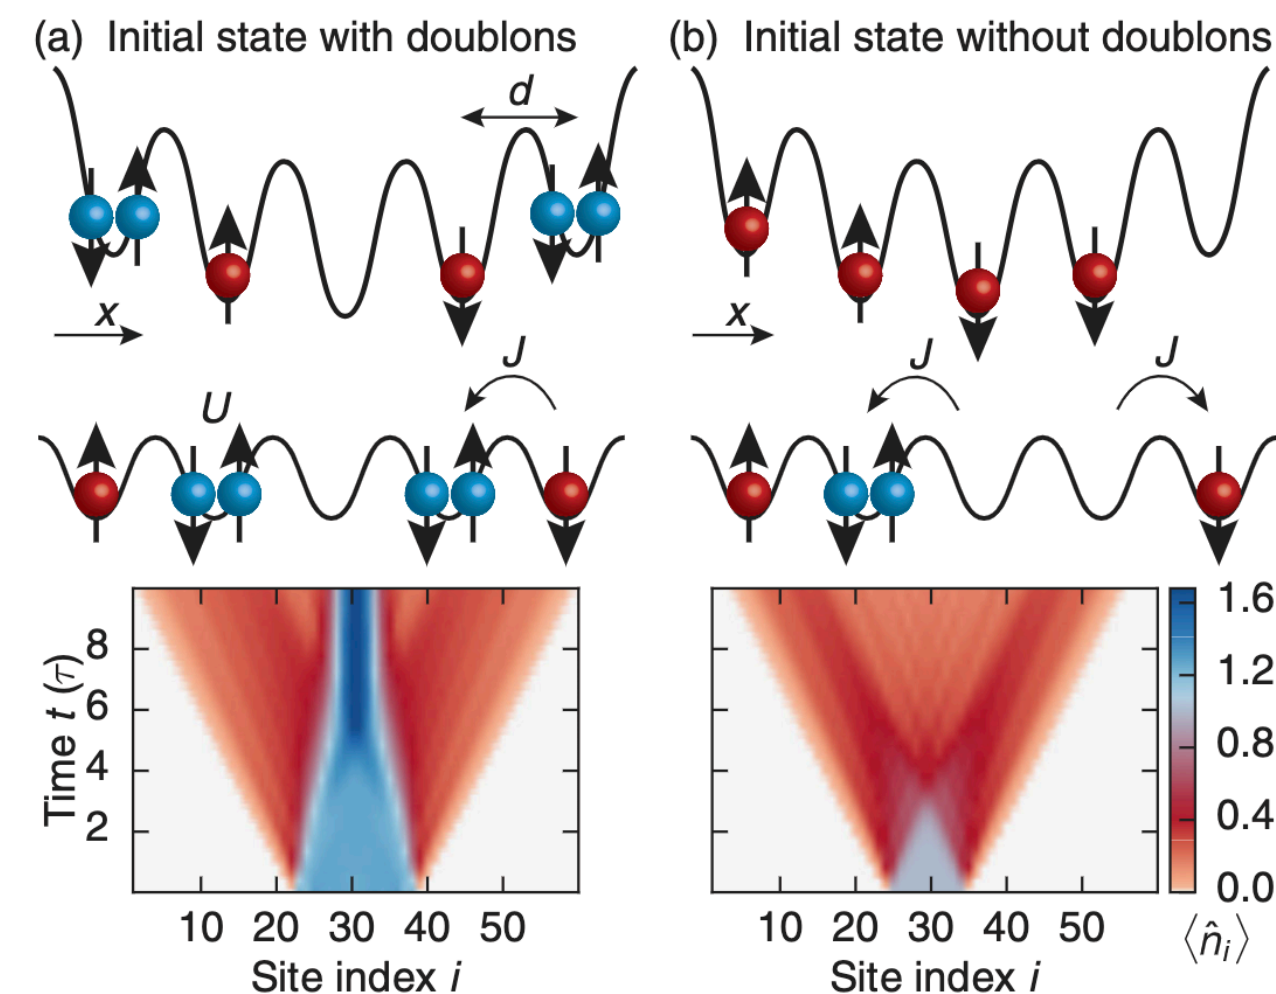 (a) Initial state with doublons
d
x
U
J
8
6
4
2
Time t (τ)
10 20 30 40 50
Site index i
(b) Initial state without doublons
x
J
J
10 20 30 40 50
Site index i
1.6
1.2
0.8
0.4
0.0
⟨n̂ᵢ⟩